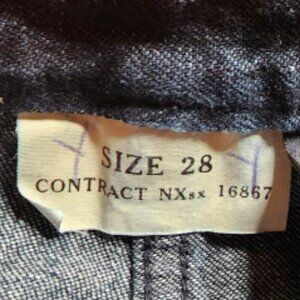 SIZE 28
CONTRACT NXsx 16867